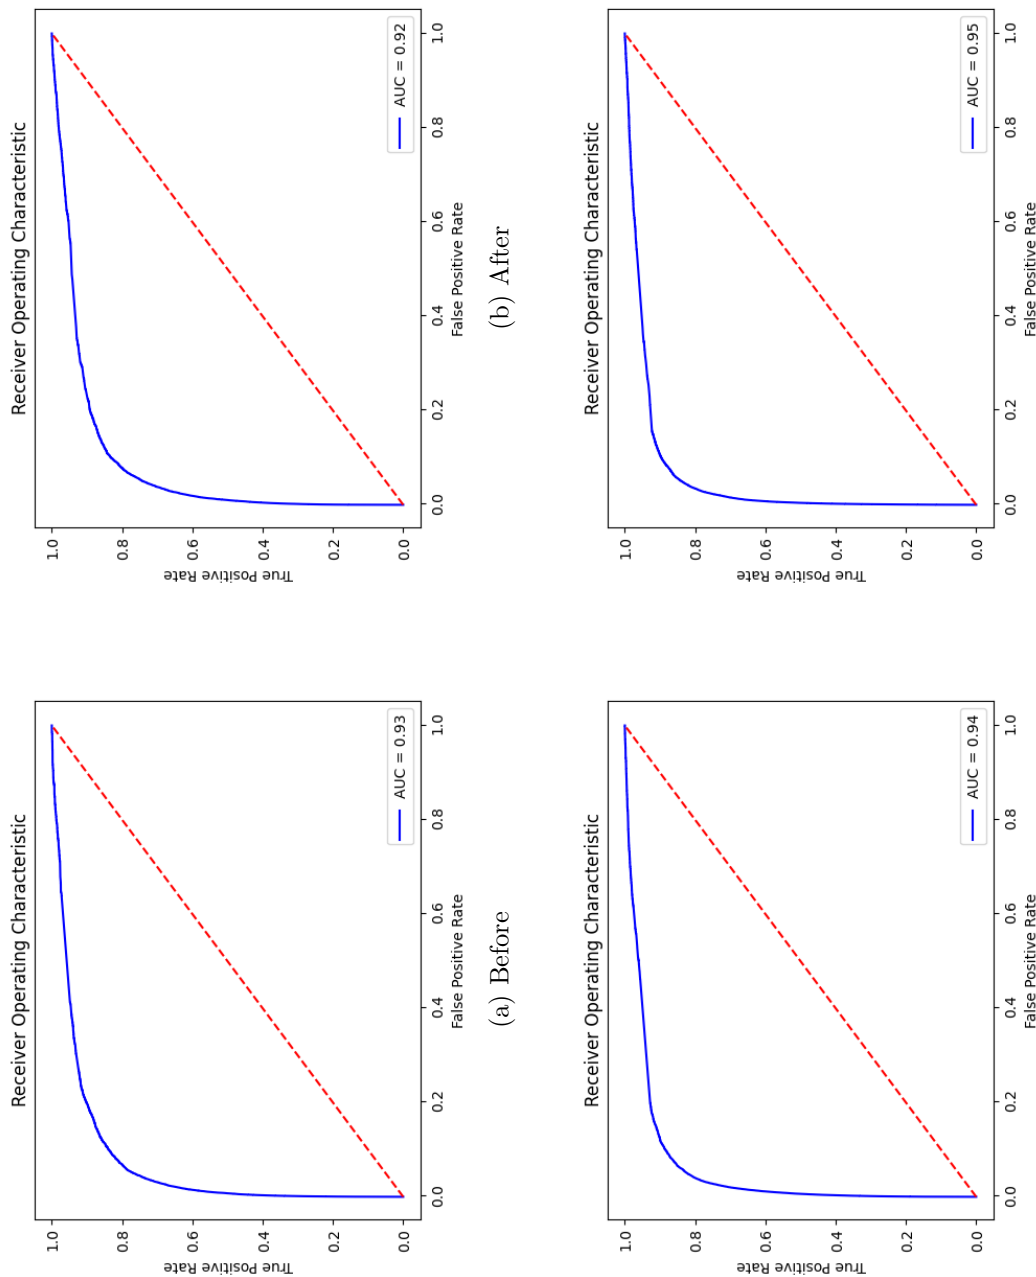 Receiver Operating Characteristic
1.0
0.8
0.6
0.4
0.2
0.0
True Positive Rate
0.0 0.2 0.4 0.6 0.8 1.0
False Positive Rate
AUC = 0.93
(a) Before
Receiver Operating Characteristic
1.0
0.8
0.6
0.4
0.2
0.0
True Positive Rate
0.0 0.2 0.4 0.6 0.8 1.0
False Positive Rate
AUC = 0.92
(b) After
Receiver Operating Characteristic
1.0
0.8
0.6
0.4
0.2
0.0
True Positive Rate
0.0 0.2 0.4 0.6 0.8 1.0
False Positive Rate
AUC = 0.94
Receiver Operating Characteristic
1.0
0.8
0.6
0.4
0.2
0.0
True Positive Rate
0.0 0.2 0.4 0.6 0.8 1.0
False Positive Rate
AUC = 0.95